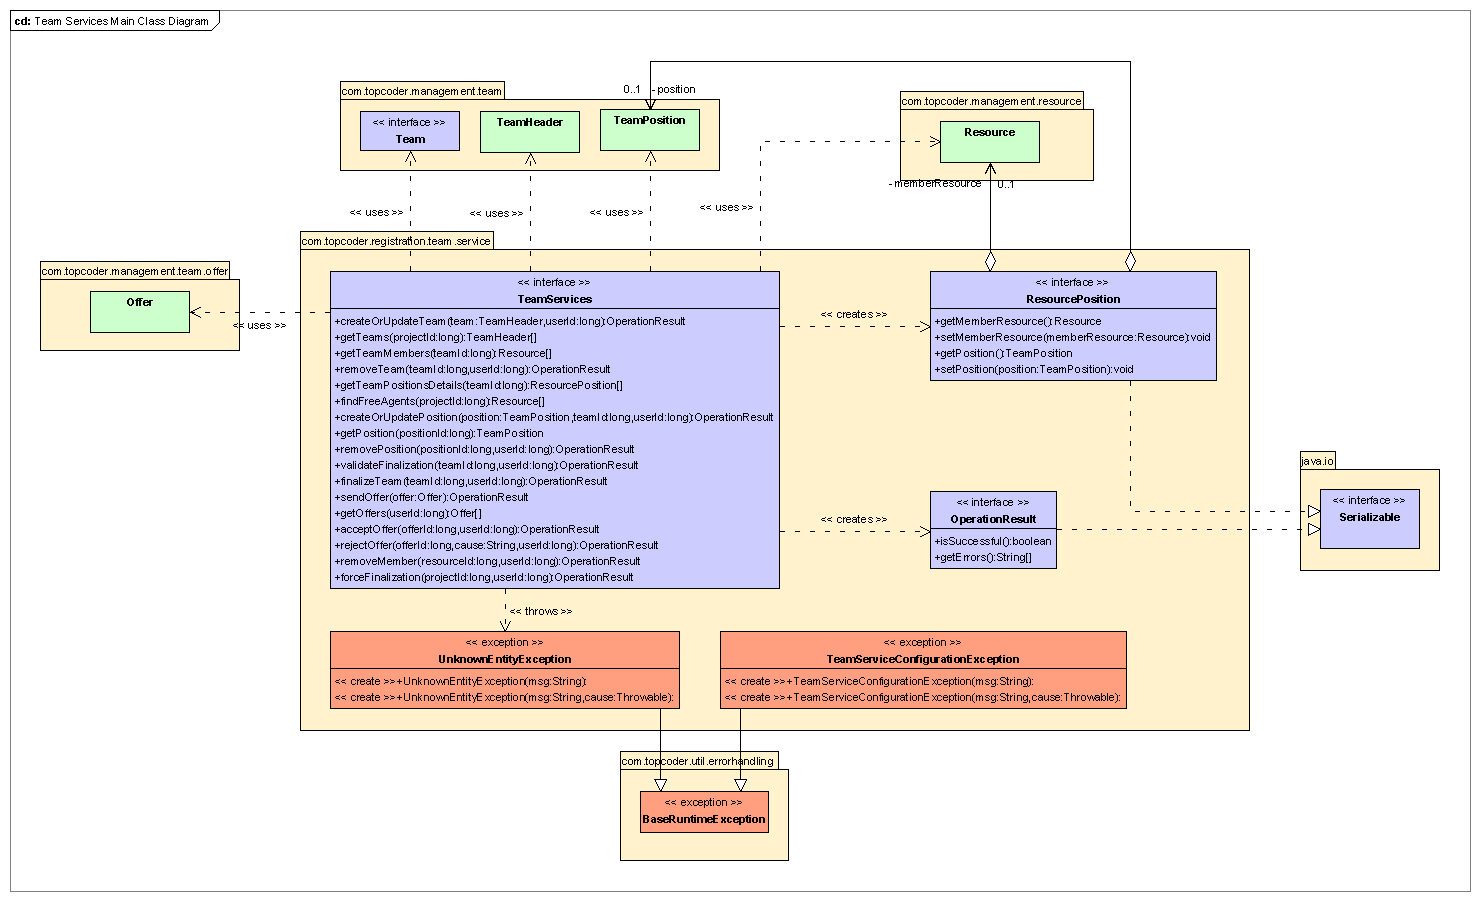 cd: Team Services Main Class Diagram
com.topcoder.management.team
<< interface >>
Team
TeamHeader
0..1 - position
TeamPosition
com.topcoder.management.resource
Resource
- memberResource 0..1
<< uses >>
<< uses >>
<< uses >>
<< uses >>
com.topcoder.registration.team.service
com.topcoder.management.team.offer
Offer
<< uses >>
<< interface >>
TeamServices
+createOrUpdateTeam(team:TeamHeader,userId:long):OperationResult
+getTeams(projectId:long):TeamHeader[]
+getTeamMembers(teamId:long):Resource[]
+removeTeam(teamId:long,userId:long):OperationResult
+getTeamPositionsDetails(teamId:long):ResourcePosition[]
+findFreeAgents(projectId:long):Resource[]
+createOrUpdatePosition(position:TeamPosition,teamId:long,userId:long):OperationResult
+getPosition(positionId:long):TeamPosition
+removePosition(positionId:long,userId:long):OperationResult
+validateFinalization(teamId:long,userId:long):OperationResult
+finalizeTeam(teamId:long,userId:long):OperationResult
+sendOffer(offer:Offer):OperationResult
+getOffers(userId:long):Offer[]
+acceptOffer(offerId:long,userId:long):OperationResult
+rejectOffer(offerId:long,cause:String,userId:long):OperationResult
+removeMember(resourceId:long,userId:long):OperationResult
+forceFinalization(projectId:long,userId:long):OperationResult
<< creates >>
<< interface >>
ResourcePosition
+getMemberResource():Resource
+setMemberResource(memberResource:Resource):void
+getPosition():TeamPosition
+setPosition(position:TeamPosition):void
<< creates >>
<< interface >>
OperationResult
+isSuccessful():boolean
+getErrors():String[]
java.io
<< interface >>
Serializable
<< throws >>
<< exception >>
UnknownEntityException
<< create >>+UnknownEntityException(msg:String):
<< create >>+UnknownEntityException(msg:String,cause:Throwable):
<< exception >>
TeamServiceConfigurationException
<< create >>+TeamServiceConfigurationException(msg:String):
<< create >>+TeamServiceConfigurationException(msg:String,cause:Throwable):
com.topcoder.util.errorhandling
<< exception >>
BaseRuntimeException